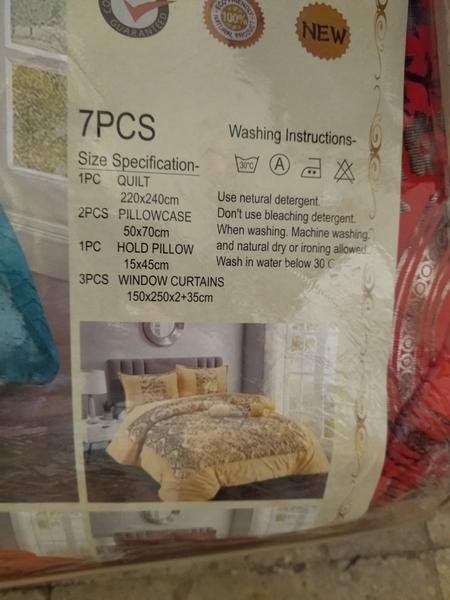 GUARANTEED
100%
NEW
7PCS
Washing Instructions-
Size Specification-
30°C
A
1PC QUILT
220x240cm
2PCS PILLOWCASE
50x70cm
1PC HOLD PILLOW
15x45cm
3PCS WINDOW CURTAINS
150x250x2+35cm
Use netural detergent.
Don't use bleaching detergent.
When washing. Machine washing,
and natural dry or ironing allowed.
Wash in water below 30 C